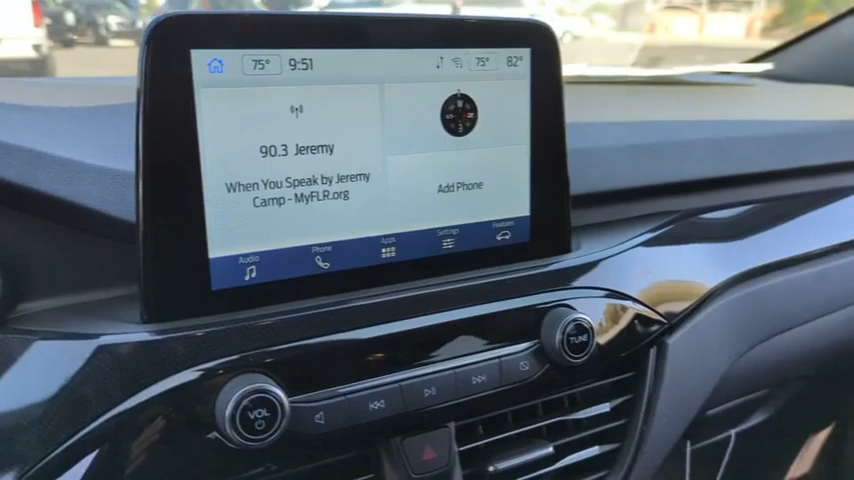 75° 9:51 75° 82°
90.3 Jeremy
When You Speak by Jeremy
Camp - MyFLR.org
Add Phone
Audio Phone Apps Settings Features
VOL
TUNE